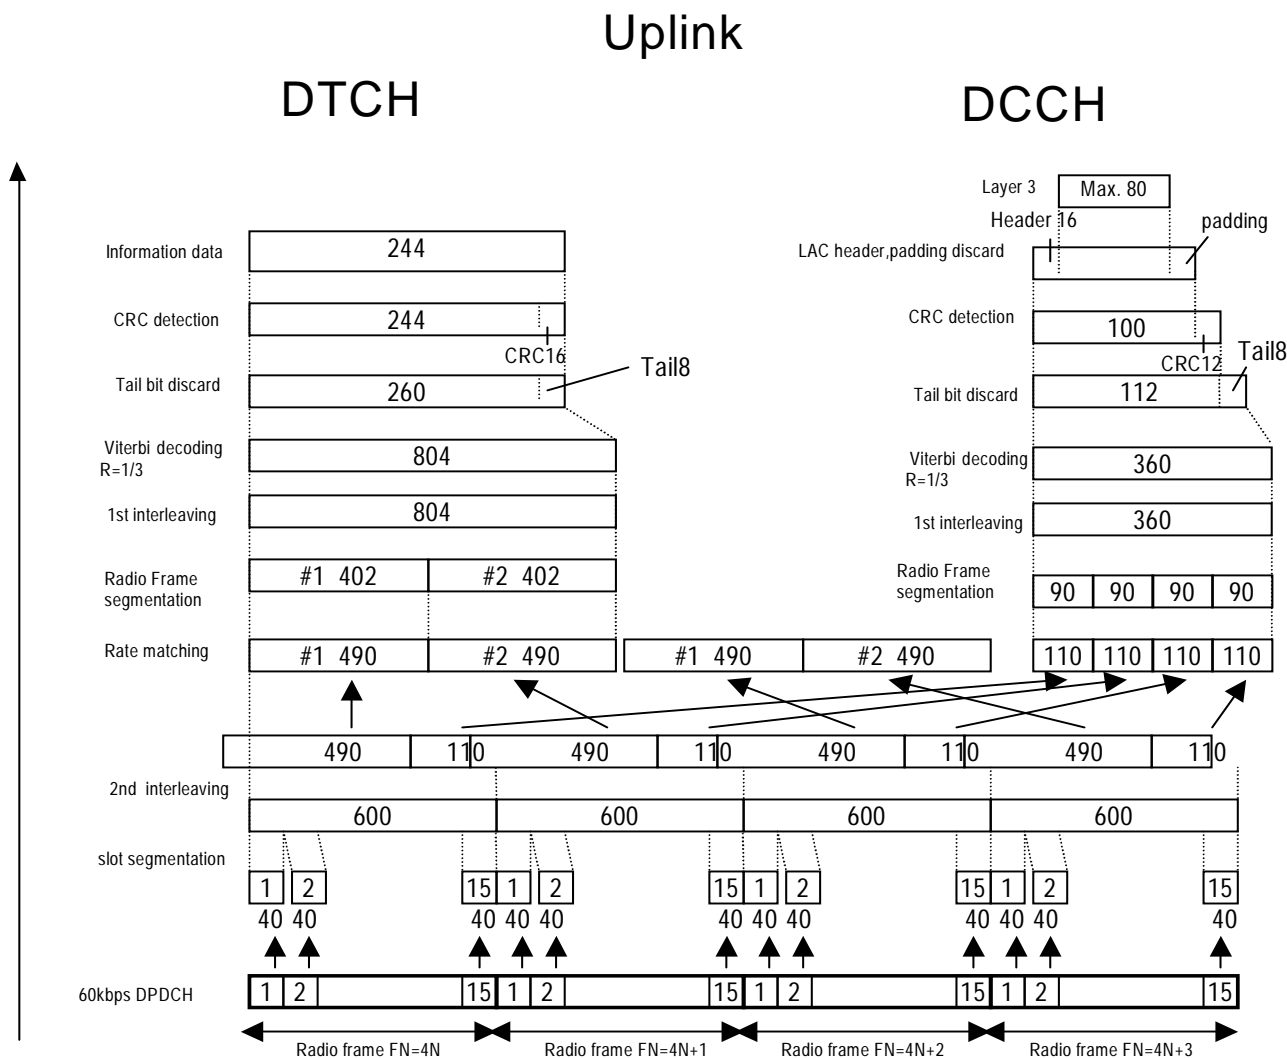 Uplink
DTCH
DCCH
Layer 3
Max. 80
Header 16
padding
Information data
244
LAC header,padding discard
CRC detection
244
CRC16
CRC detection
100
CRC12
Tail8
Tail8
Tail bit discard
260
Tail bit discard
112
Viterbi decoding
R=1/3
804
Viterbi decoding
R=1/3
360
1st interleaving
804
1st interleaving
360
Radio Frame
segmentation
#1 402
#2 402
Radio Frame
segmentation
90 90 90 90
Rate matching
#1 490
#2 490
#1 490
#2 490
110 110 110 110
490 110 490 110 490 110 490 110
2nd interleaving
600 600 600 600
slot segmentation
1 2 15 1 2 15 1 2 15 1 2 15
40 40 40 40 40 40 40 40 40 40 40 40
60kbps DPDCH
1 2 15 1 2 15 1 2 15 1 2 15
Radio frame FN=4N
Radio frame FN=4N+1
Radio frame FN=4N+2
Radio frame FN=4N+3